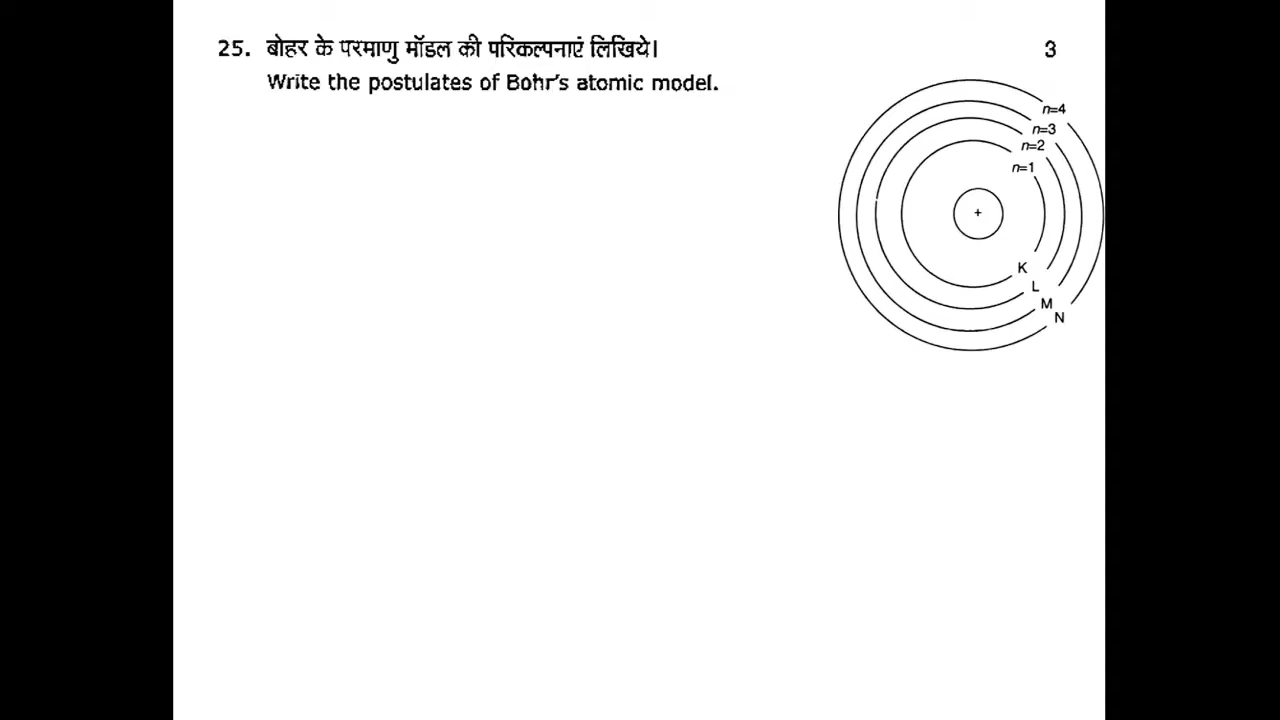 25. बोहर के परमाणु मॉडल की परिकल्पनाएं लिखिये। 3
Write the postulates of Bohr's atomic model.
n=4
n=3
n=2
n=1
+
K
L
M
N